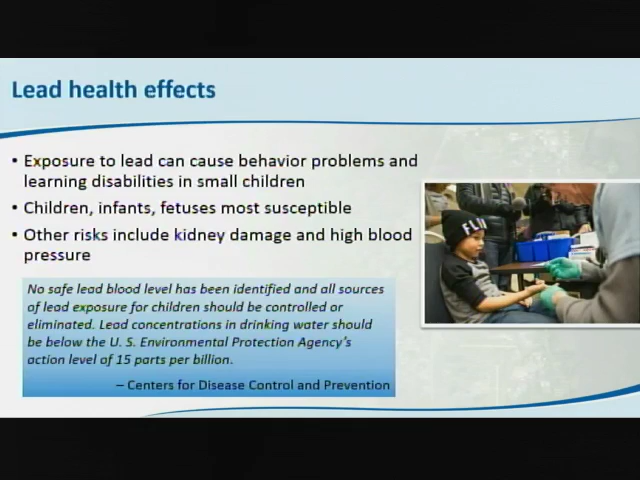 Lead health effects
• Exposure to lead can cause behavior problems and
learning disabilities in small children
• Children, infants, fetuses most susceptible
• Other risks include kidney damage and high blood
pressure
No safe lead blood level has been identified and all sources
of lead exposure for children should be controlled or
eliminated. Lead concentrations in drinking water should
be below the U. S. Environmental Protection Agency's
action level of 15 parts per billion.
– Centers for Disease Control and Prevention